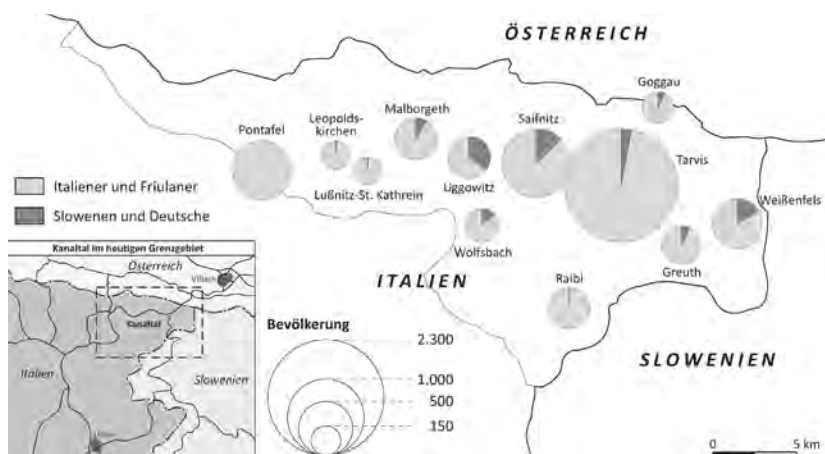 ÖSTERREICH
Goggau
Malborgeth
Leopolds-
kirchen
Saifnitz
Pontafel
Tarvis
Italiener und Friulaner
Lußnitz-St. Kathrein
Uggowitz
Weißenfels
Slowenen und Deutsche
Wolfsbach
Greuth
Kanaltal im heutigen Grenzgebiet
Österreich
Villach
ITALIEN
Raibl
Kanaltal
Bevölkerung
2.300
Italien
Slowenien
SLOWENIEN
1.000
500
150
0
5 km